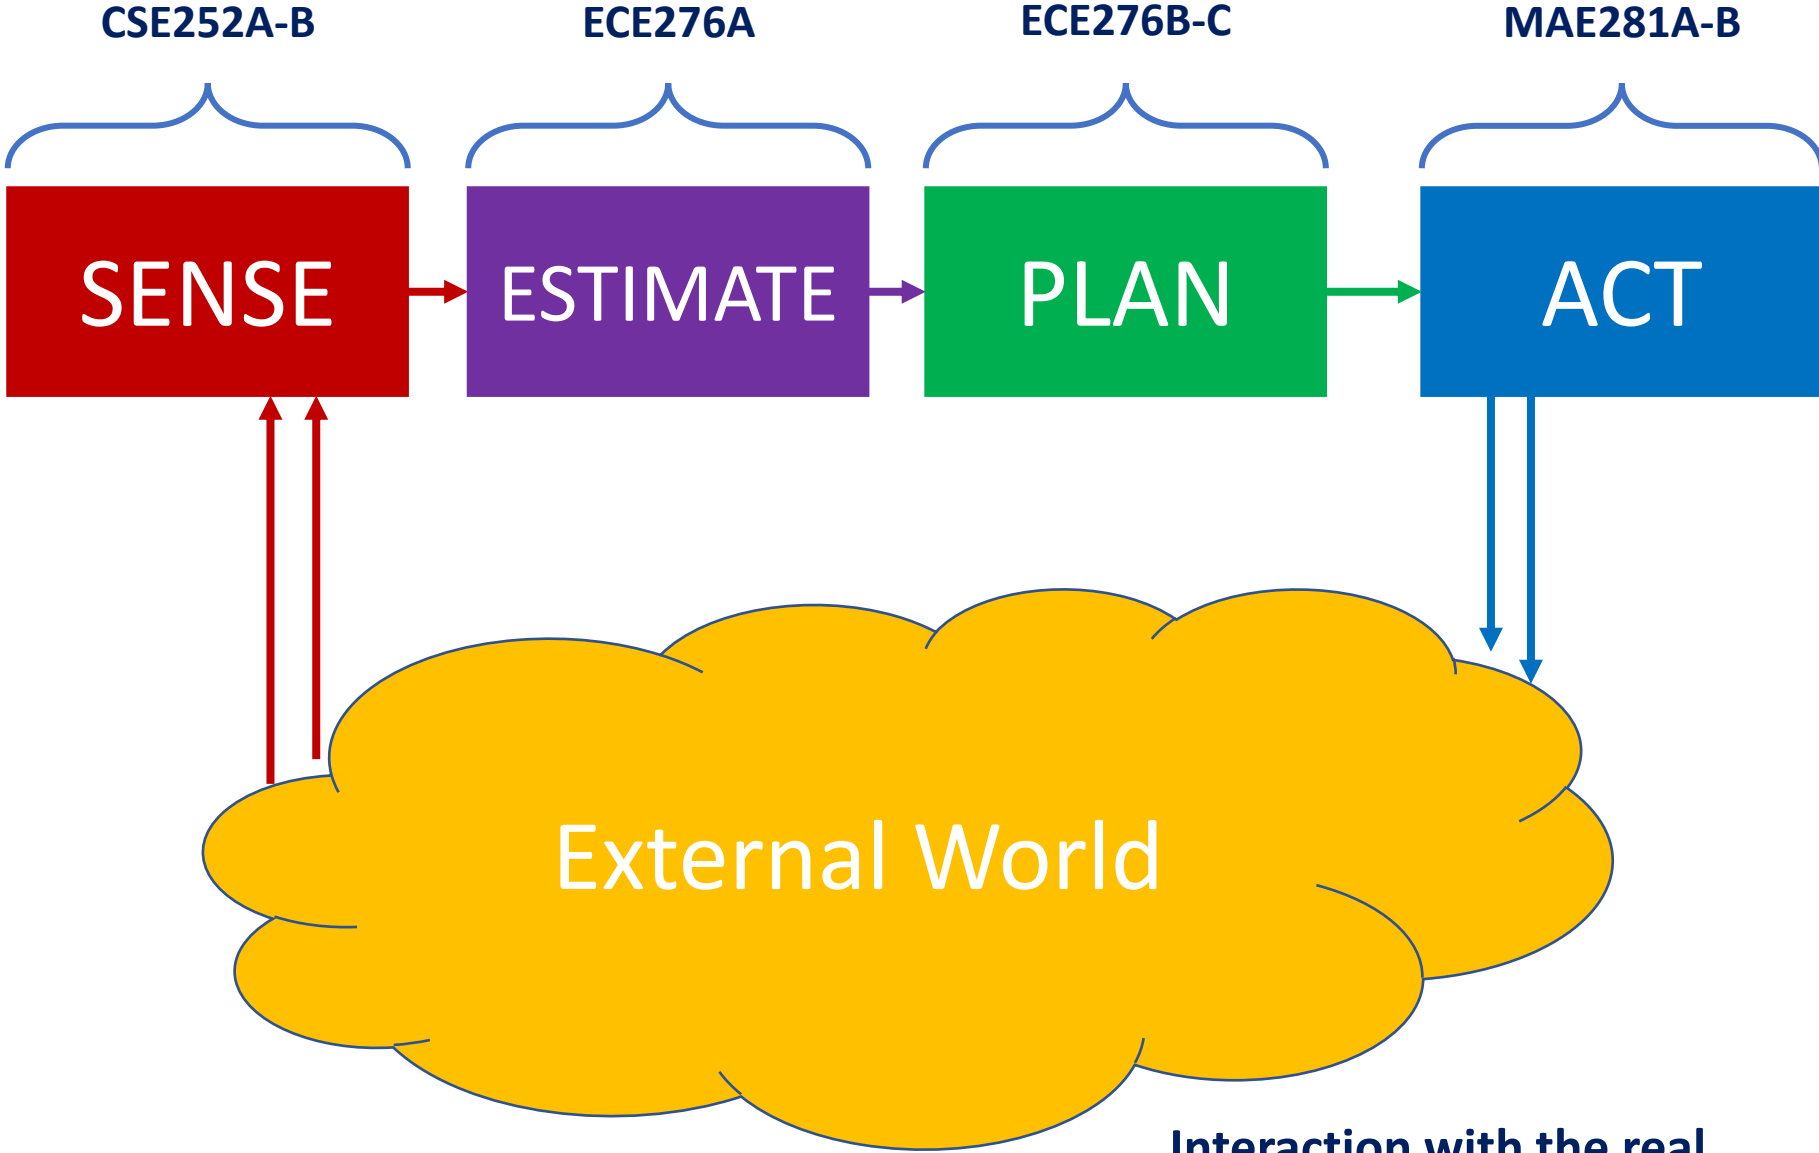 CSE252A-B
ECE276A
ECE276B-C
MAE281A-B
SENSE
ESTIMATE
PLAN
ACT
External World
Interaction with the real